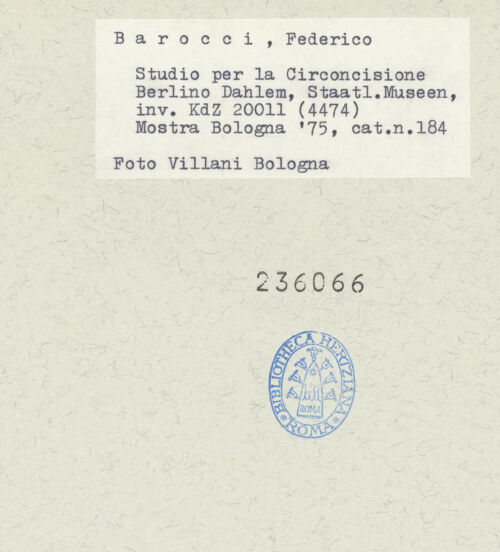 B a r o c c i , Federico
Studio per la Circoncisione
Berlino Dahlem, Staatl.Museen,
inv. KdZ 20011 (4474)
Mostra Bologna '75, cat.n.184
Foto Villani Bologna
236066
BIBLIOTHECA HERTZIANA
ROMA
* ROMA *